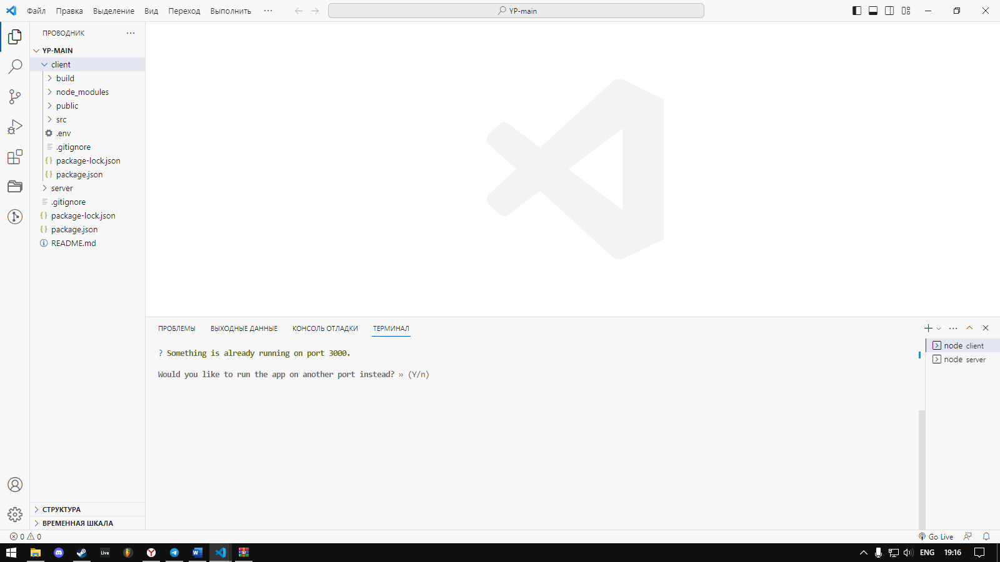 Файл Правка Выделение Вид Переход Выполнить ···
YP-main
ПРОВОДНИК
YP-MAIN
client
build
node_modules
public
src
.env
.gitignore
package-lock.json
package.json
server
.gitignore
package-lock.json
package.json
README.md
СТРУКТУРА
ВРЕМЕННАЯ ШКАЛА
ПРОБЛЕМЫ ВЫХОДНЫЕ ДАННЫЕ КОНСОЛЬ ОТЛАДКИ ТЕРМИНАЛ
? Something is already running on port 3000.
Would you like to run the app on another port instead? » (Y/n)
node client
node server
0 0
Go Live
Live
ENG 19:16